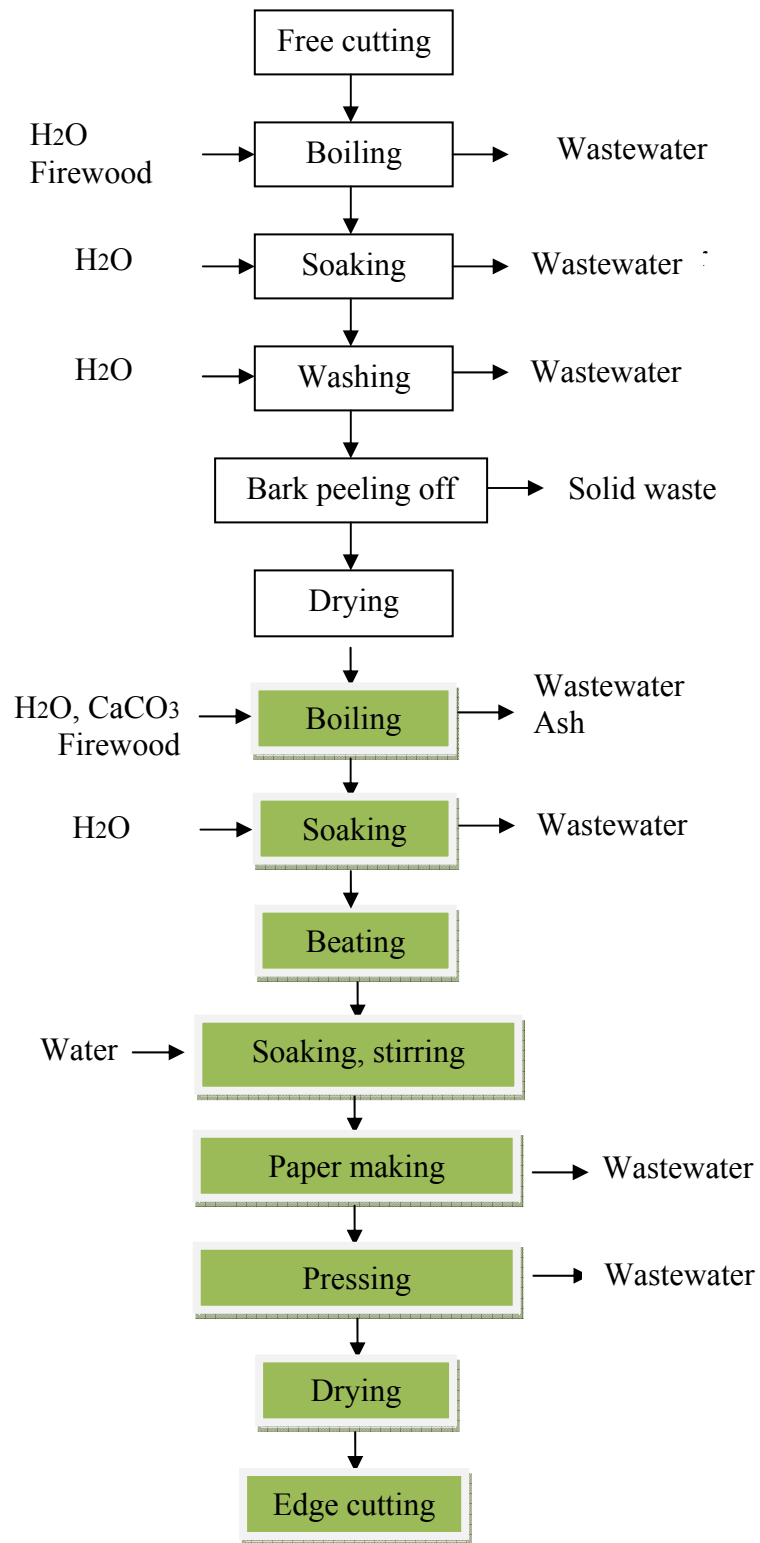 Free cutting
H2O
Firewood
Boiling
Wastewater
H2O
Soaking
Wastewater
H2O
Washing
Wastewater
Bark peeling off
Solid waste
Drying
H2O, CaCO3
Firewood
Boiling
Wastewater
Ash
H2O
Soaking
Wastewater
Beating
Water
Soaking, stirring
Paper making
Wastewater
Pressing
Wastewater
Drying
Edge cutting